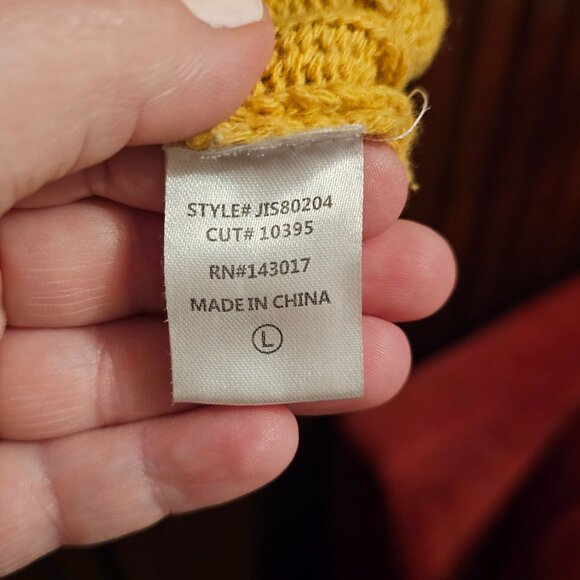 STYLE# JIS80204
CUT# 10395
RN#143017
MADE IN CHINA
L